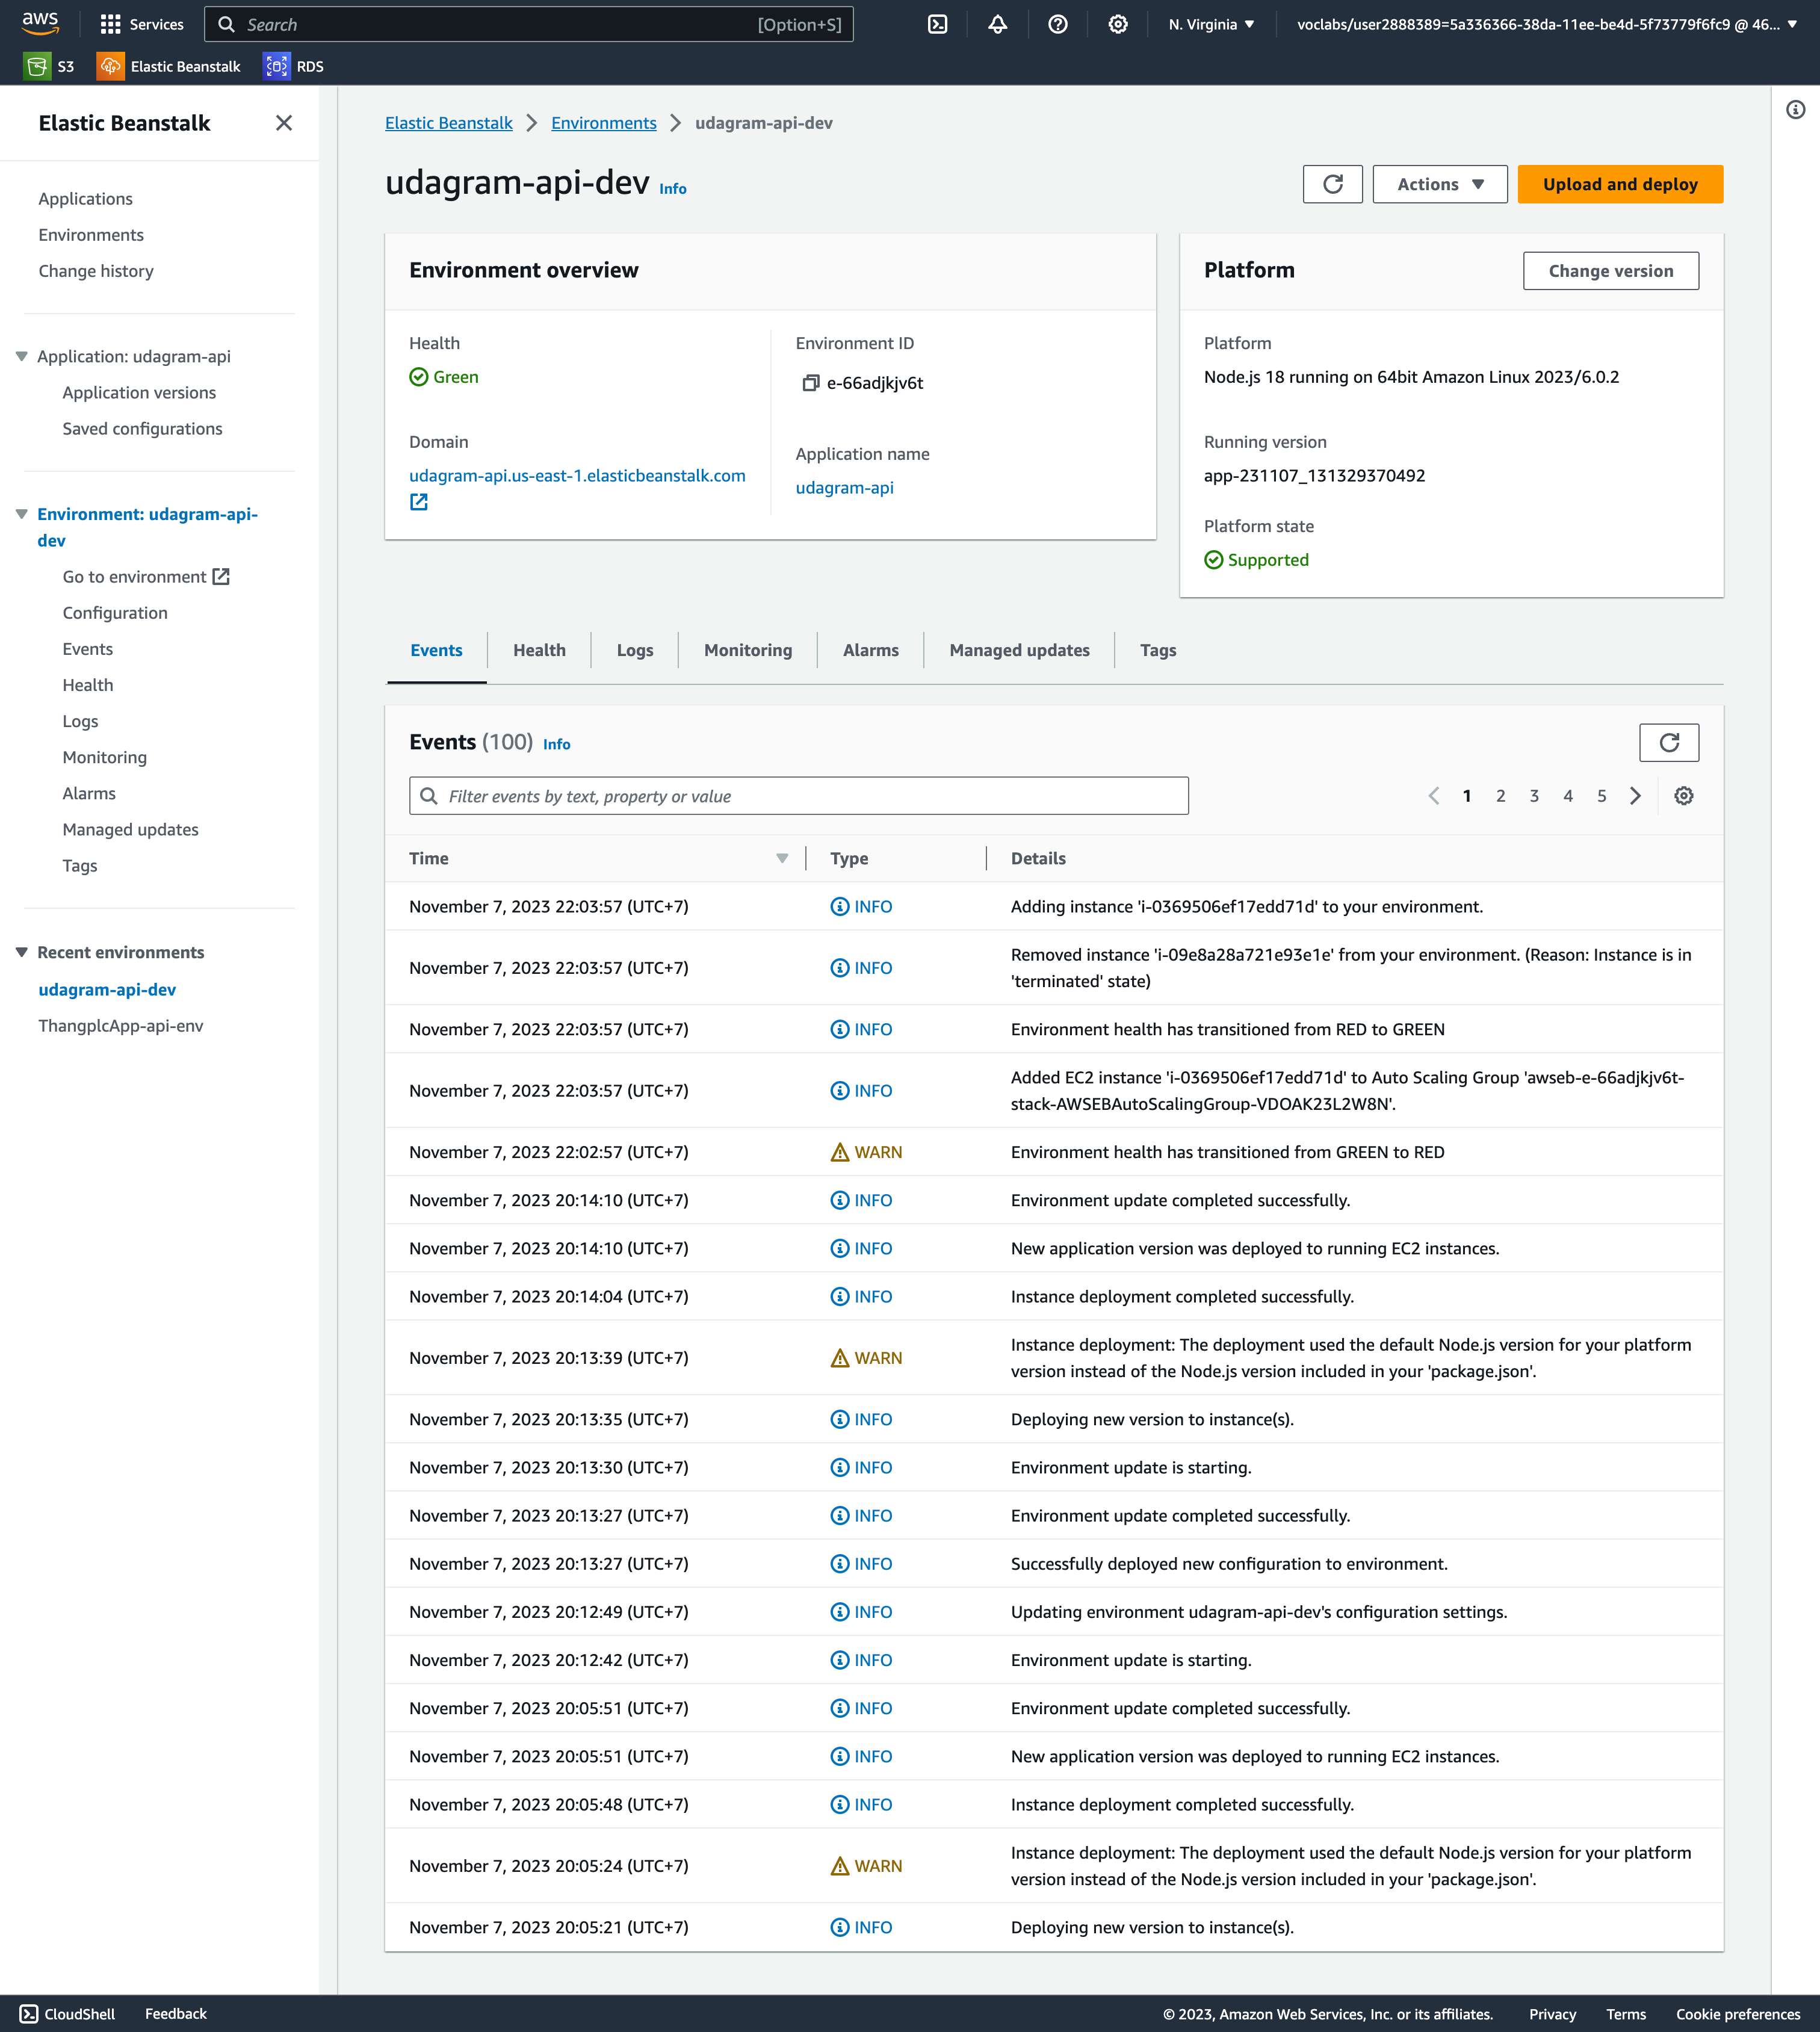 aws
Services
Search
[Option+S]
N. Virginia
voclabs/user2888389=5a336366-38da-11ee-be4d-5f73779f6fc9 @ 46...
S3
Elastic Beanstalk
RDS
Elastic Beanstalk
Applications
Environments
Change history
Application: udagram-api
Application versions
Saved configurations
Environment: udagram-api-
dev
Go to environment
Configuration
Events
Health
Logs
Monitoring
Alarms
Managed updates
Tags
Recent environments
udagram-api-dev
ThangplcApp-api-env
Elastic Beanstalk
Environments
udagram-api-dev
udagram-api-dev Info
Actions
Upload and deploy
Environment overview
Health
Green
Domain
udagram-api.us-east-1.elasticbeanstalk.com
Environment ID
e-66adjkjv6t
Application name
udagram-api
Platform
Change version
Platform
Node.js 18 running on 64bit Amazon Linux 2023/6.0.2
Running version
app-231107_131329370492
Platform state
Supported
Events
Health
Logs
Monitoring
Alarms
Managed updates
Tags
Events (100) Info
Filter events by text, property or value
1 2 3 4 5
Time Type Details
November 7, 2023 22:03:57 (UTC+7) INFO Adding instance 'i-0369506ef17edd71d' to your environment.
November 7, 2023 22:03:57 (UTC+7) INFO Removed instance 'i-09e8a28a721e93e1e' from your environment. (Reason: Instance is in
'terminated' state)
November 7, 2023 22:03:57 (UTC+7) INFO Environment health has transitioned from RED to GREEN
November 7, 2023 22:03:57 (UTC+7) INFO Added EC2 instance 'i-0369506ef17edd71d' to Auto Scaling Group 'awseb-e-66adjkjv6t-
stack-AWSEBAutoScalingGroup-VDOAK23L2W8N'.
November 7, 2023 22:02:57 (UTC+7) WARN Environment health has transitioned from GREEN to RED
November 7, 2023 20:14:10 (UTC+7) INFO Environment update completed successfully.
November 7, 2023 20:14:10 (UTC+7) INFO New application version was deployed to running EC2 instances.
November 7, 2023 20:14:04 (UTC+7) INFO Instance deployment completed successfully.
November 7, 2023 20:13:39 (UTC+7) WARN Instance deployment: The deployment used the default Node.js version for your platform
version instead of the Node.js version included in your 'package.json'.
November 7, 2023 20:13:35 (UTC+7) INFO Deploying new version to instance(s).
November 7, 2023 20:13:30 (UTC+7) INFO Environment update is starting.
November 7, 2023 20:13:27 (UTC+7) INFO Environment update completed successfully.
November 7, 2023 20:13:27 (UTC+7) INFO Successfully deployed new configuration to environment.
November 7, 2023 20:12:49 (UTC+7) INFO Updating environment udagram-api-dev's configuration settings.
November 7, 2023 20:12:42 (UTC+7) INFO Environment update is starting.
November 7, 2023 20:05:51 (UTC+7) INFO Environment update completed successfully.
November 7, 2023 20:05:51 (UTC+7) INFO New application version was deployed to running EC2 instances.
November 7, 2023 20:05:48 (UTC+7) INFO Instance deployment completed successfully.
November 7, 2023 20:05:24 (UTC+7) WARN Instance deployment: The deployment used the default Node.js version for your platform
version instead of the Node.js version included in your 'package.json'.
November 7, 2023 20:05:21 (UTC+7) INFO Deploying new version to instance(s).
CloudShell
Feedback
© 2023, Amazon Web Services, Inc. or its affiliates.
Privacy
Terms
Cookie preferences